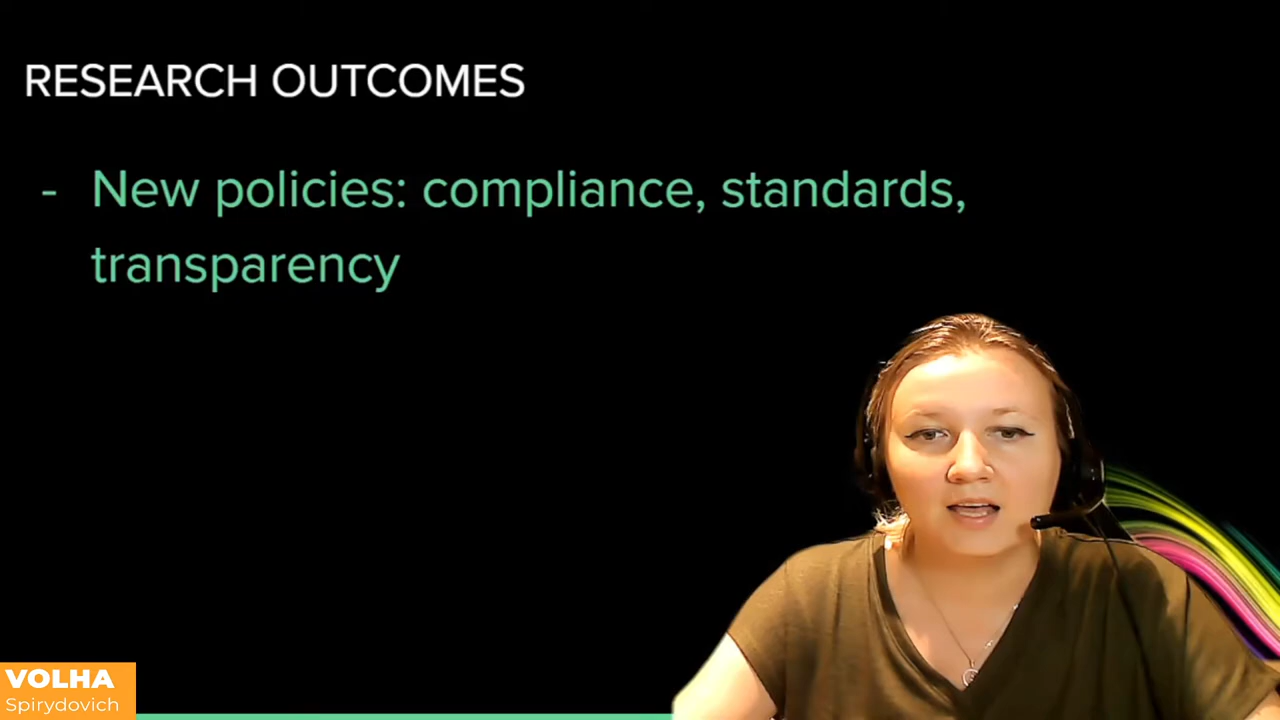 RESEARCH OUTCOMES
- New policies: compliance, standards,
transparency
VOLHA
Spirydovich